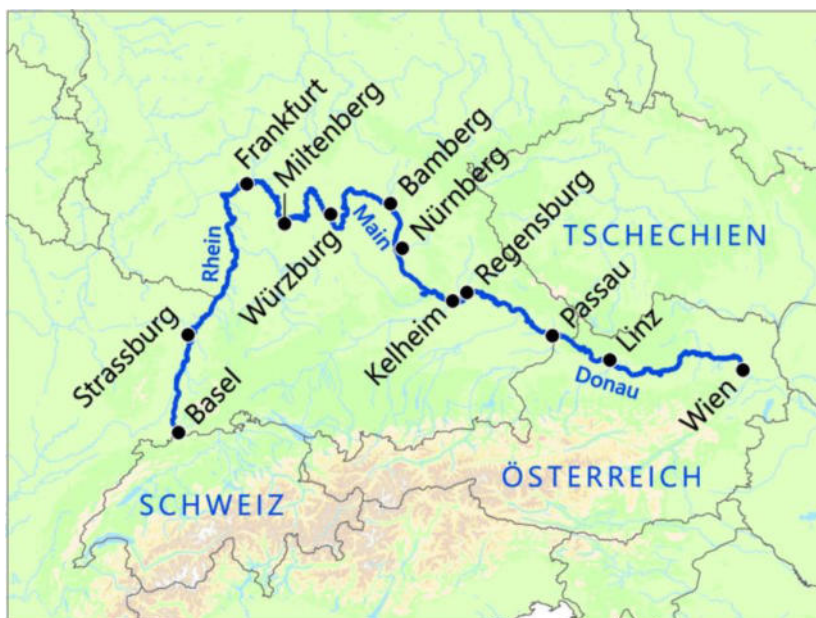 Frankfurt
Miltenberg
Bamberg
Nürnberg
Regensburg
TSCHECHIEN
Rhein
Main
Würzburg
Strassburg
Kelheim
Passau
Linz
Basel
Donau
Wien
SCHWEIZ
ÖSTERREICH